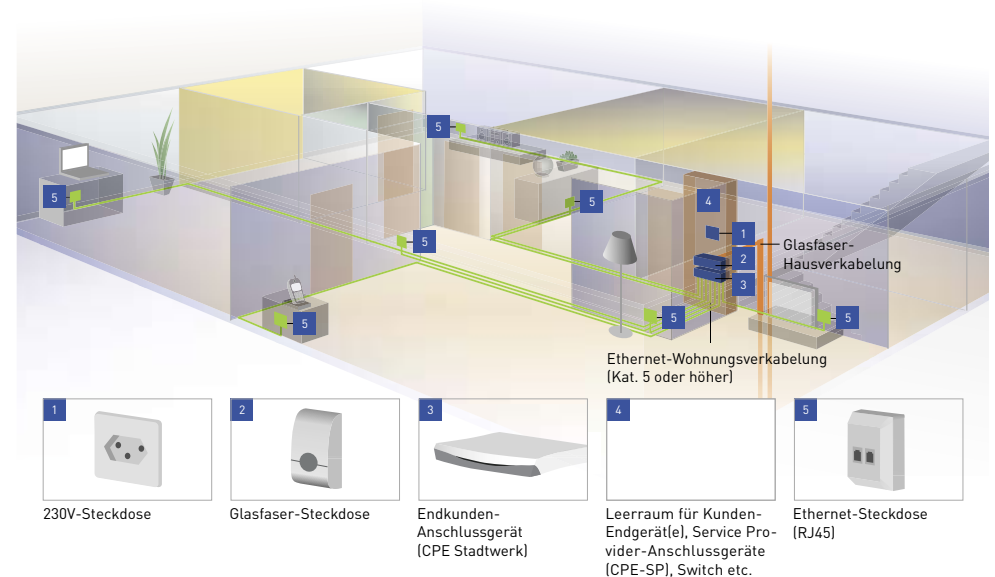 5
5
4
5
1
5
2
Glasfaser-
Hausverkabelung
3
5
5
5
Ethernet-Wohnungsverkabelung
(Kat. 5 oder höher)
1
230V-Steckdose
2
Glasfaser-Steckdose
3
Endkunden-
Anschlussgerät
(CPE Stadtwerk)
4
Leerraum für Kunden-
Endgerät(e), Service Pro-
vider-Anschlussgeräte
(CPE-SP), Switch etc.
5
Ethernet-Steckdose
(RJ45)